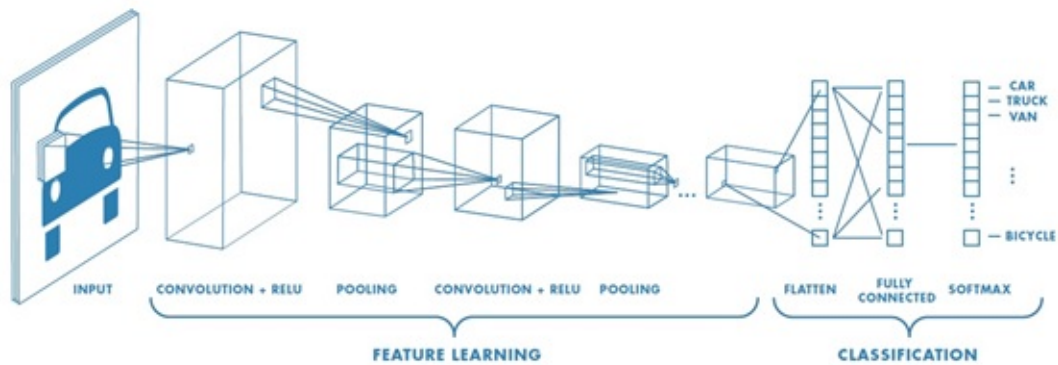 CAR
TRUCK
VAN
BICYCLE
INPUT
CONVOLUTION + RELU
POOLING
CONVOLUTION + RELU
POOLING
FLATTEN
FULLY
CONNECTED
SOFTMAX
FEATURE LEARNING
CLASSIFICATION